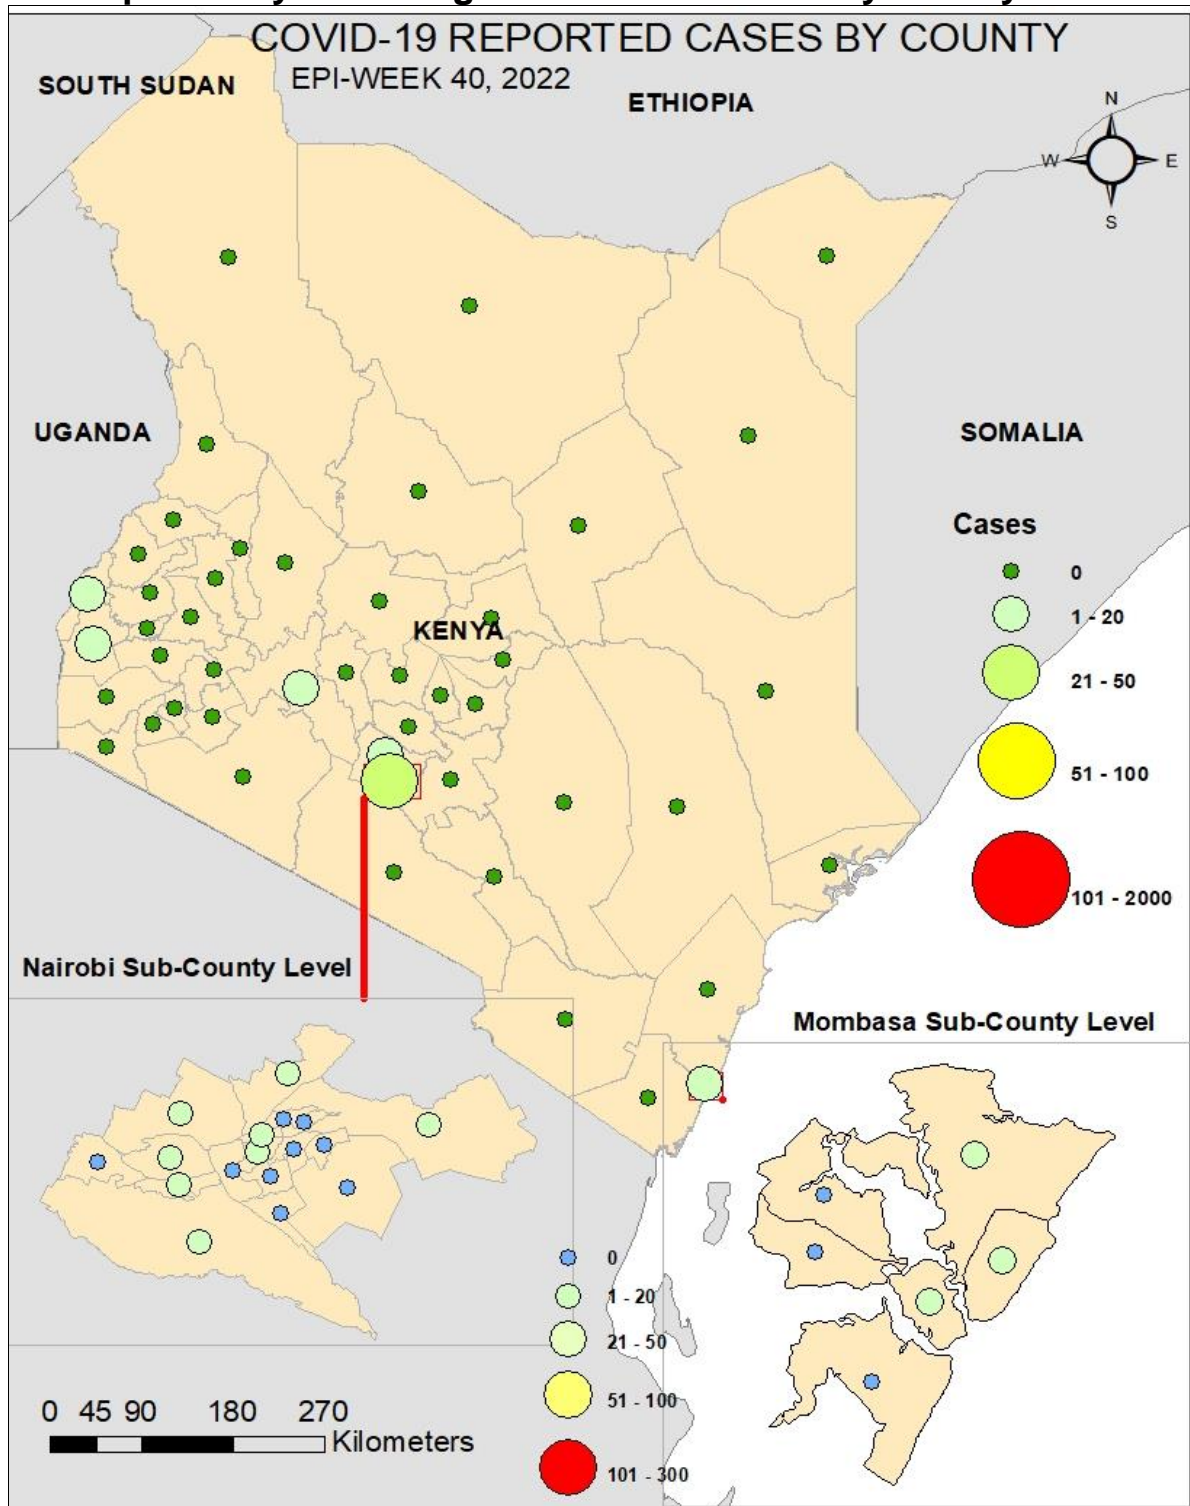 COVID-19 REPORTED CASES BY COUNTY
EPI-WEEK 40, 2022
SOUTH SUDAN
ETHIOPIA
N
W
E
S
UGANDA
SOMALIA
KENYA
Cases
0
1 - 20
21 - 50
51 - 100
101 - 2000
Nairobi Sub-County Level
Mombasa Sub-County Level
0
1 - 20
21 - 50
51 - 100
101 - 300
0 45 90 180 270
Kilometers